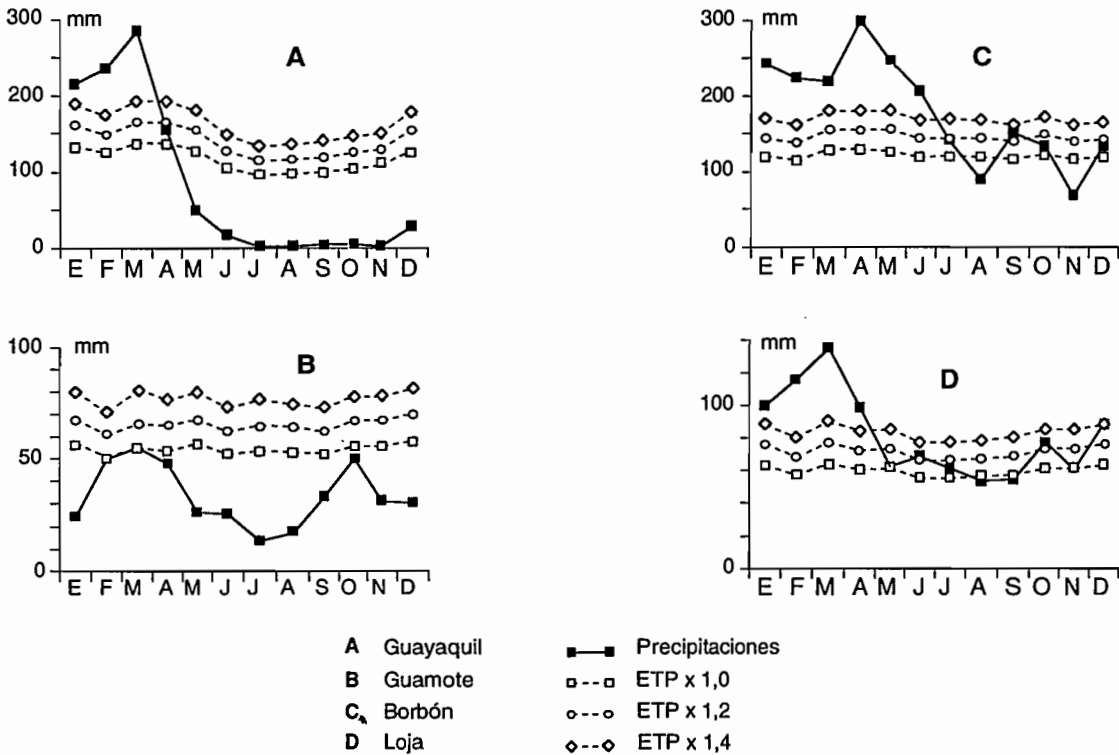 mm
300
200
100
0
A
E F M A M J J A S O N D
mm
300
200
100
0
C
E F M A M J J A S O N D
mm
100
50
0
B
E F M A M J J A S O N D
mm
100
0
D
E F M A M J J A S O N D
A Guayaquil
B Guamote
C Borbón
D Loja
Precipitaciones
ETP x 1,0
ETP x 1,2
ETP x 1,4